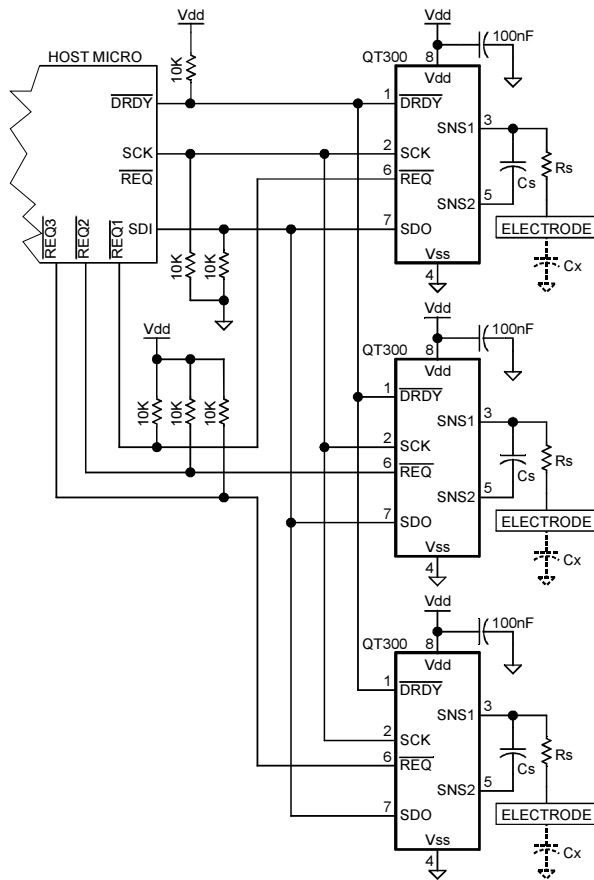 Vdd
10K
HOST MICRO
DRDY
SCK
REQ
SDI
REQ3
REQ2
REQ1
10K
10K
Vdd
10K
10K
10K
Vdd
100nF
QT300
8
Vdd
1
DRDY
SNS1
3
2
SCK
Cs
Rs
6
REQ
SNS2
5
7
SDO
ELECTRODE
Vss
4
Cx
Vdd
100nF
QT300
8
Vdd
1
DRDY
SNS1
3
2
SCK
Cs
Rs
6
REQ
SNS2
5
7
SDO
ELECTRODE
Vss
4
Cx
Vdd
100nF
QT300
8
Vdd
1
DRDY
SNS1
3
2
SCK
Cs
Rs
6
REQ
SNS2
5
7
SDO
ELECTRODE
Vss
4
Cx